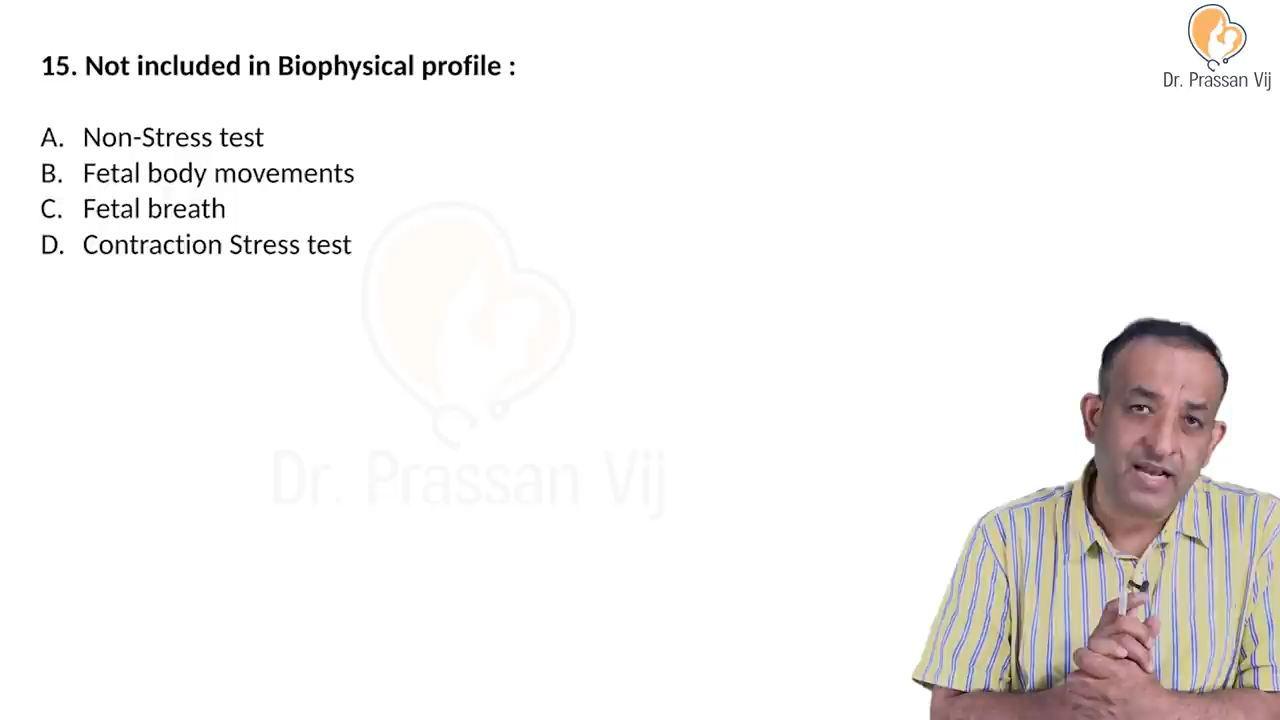 Dr. Prassan Vij
15. Not included in Biophysical profile :
A. Non-Stress test
B. Fetal body movements
C. Fetal breath
D. Contraction Stress test
Dr. Prassan Vij